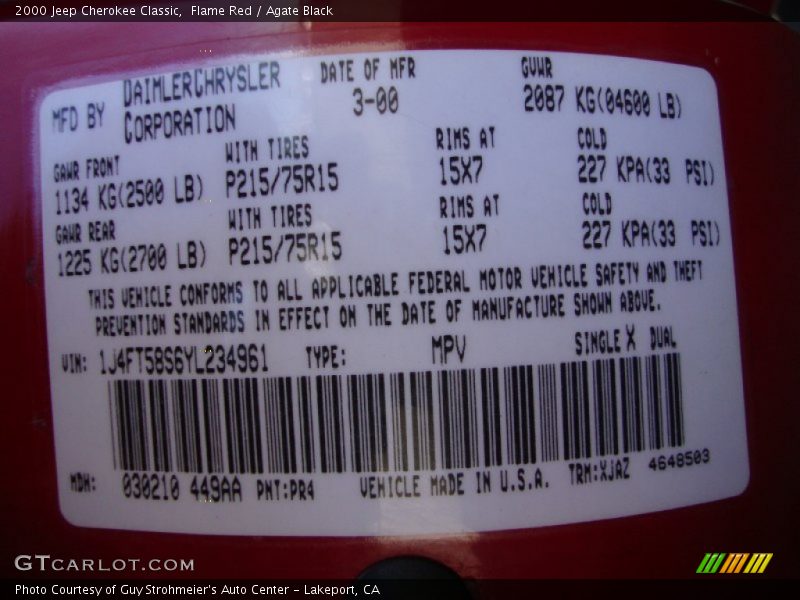 2000 Jeep Cherokee Classic,  Flame Red / Agate Black
MFD BY DAIMLERCHRYSLER CORPORATION
DATE OF MFR
3-00
GVWR
2087 KG(04600 LB)
GAWR FRONT WITH TIRES RIMS AT COLD
1134 KG(2500 LB) P215/75R15 15X7 227 KPA(33 PSI)
GAWR REAR WITH TIRES RIMS AT COLD
1225 KG(2700 LB) P215/75R15 15X7 227 KPA(33 PSI)
THIS VEHICLE CONFORMS TO ALL APPLICABLE FEDERAL MOTOR VEHICLE SAFETY AND THEFT
PREVENTION STANDARDS IN EFFECT ON THE DATE OF MANUFACTURE SHOWN ABOVE.
VIN: 1J4FT58S6YL234961 TYPE: MPV SINGLE X DUAL
MDH: 030210 449AA PNT:PR4 VEHICLE MADE IN U.S.A. TRM:XJAZ 4648503
GTCARLOT.COM
Photo Courtesy of Guy Strohmeier's Auto Center - Lakeport, CA